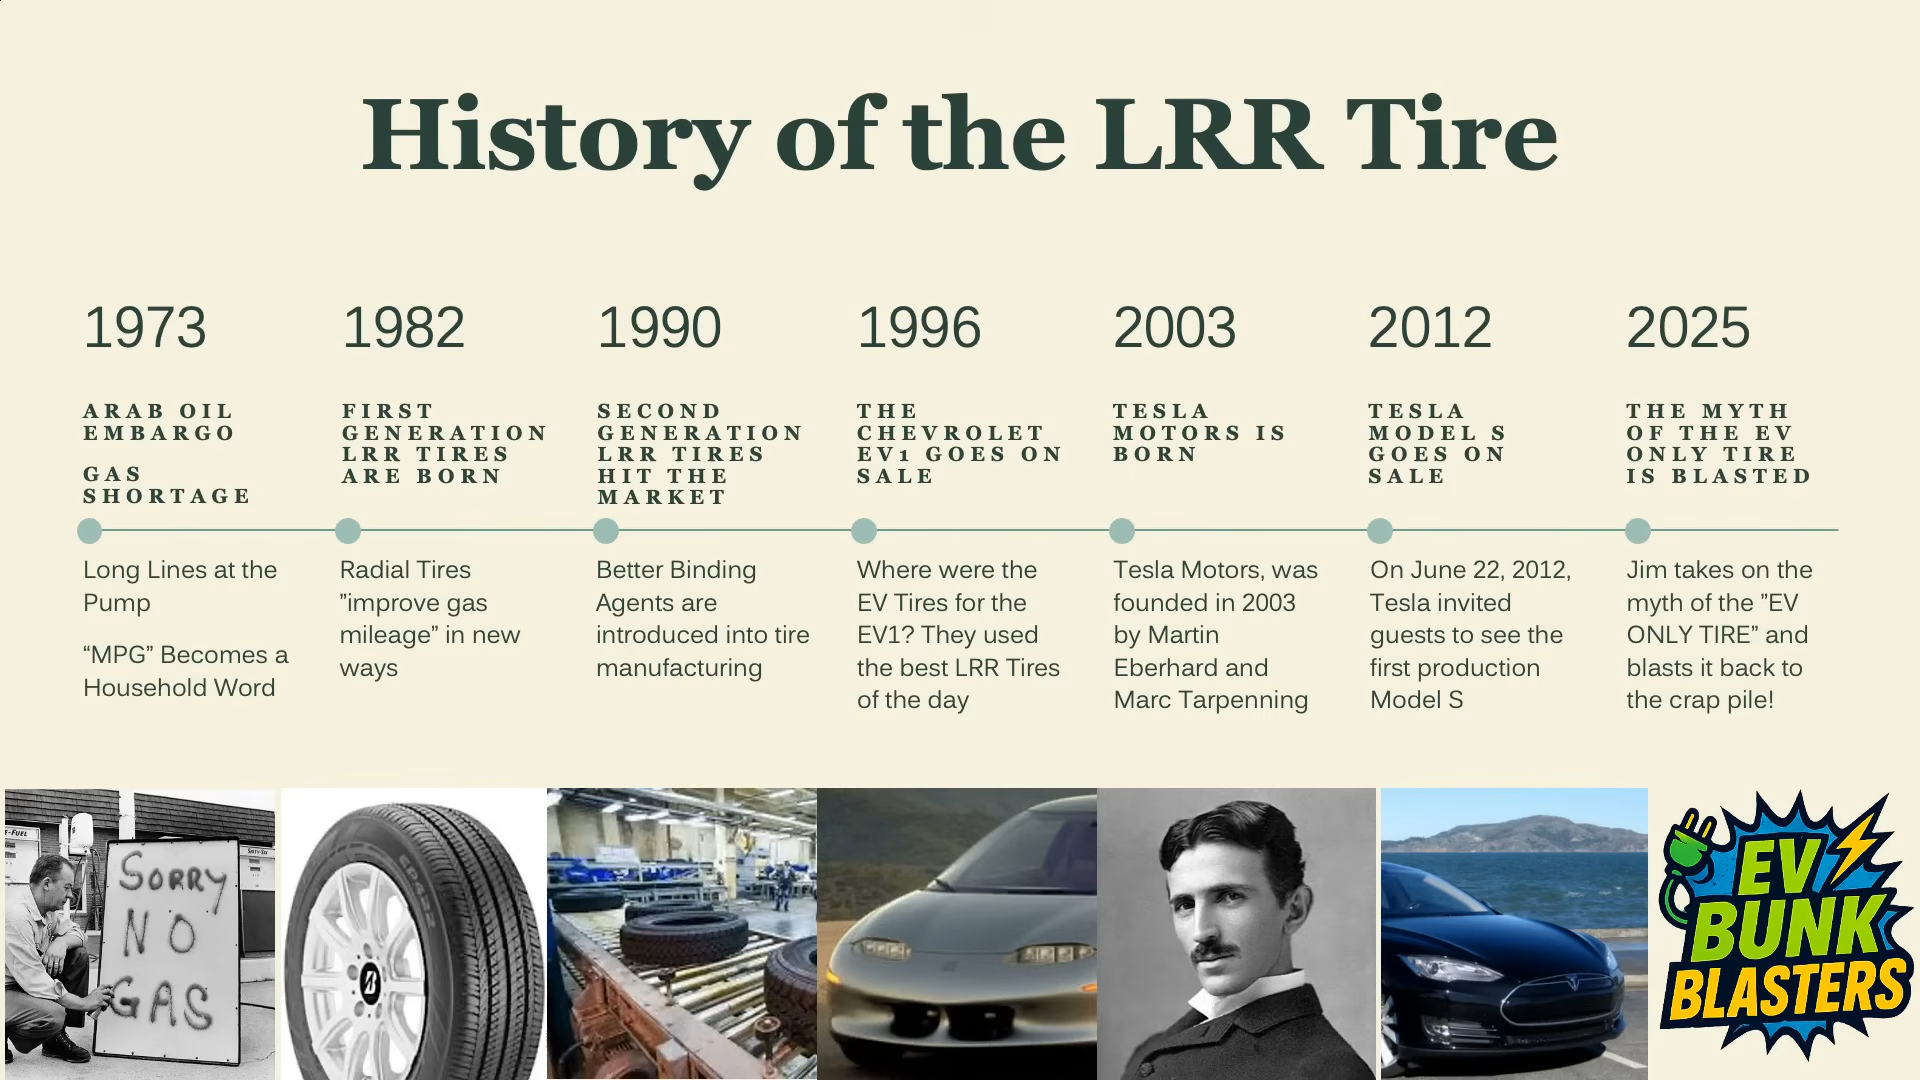 History of the LRR Tire
1973
ARAB OIL
EMBARGO
GAS
SHORTAGE
Long Lines at the
Pump
“MPG” Becomes a
Household Word
1982
FIRST
GENERATION
LRR TIRES
ARE BORN
Radial Tires
”improve gas
mileage” in new
ways
1990
SECOND
GENERATION
LRR TIRES
HIT THE
MARKET
Better Binding
Agents are
introduced into tire
manufacturing
1996
THE
CHEVROLET
EV1 GOES ON
SALE
Where were the
EV Tires for the
EV1? They used
the best LRR Tires
of the day
2003
TESLA
MOTORS IS
BORN
Tesla Motors, was
founded in 2003
by Martin
Eberhard and
Marc Tarpenning
2012
TESLA
MODEL S
GOES ON
SALE
On June 22, 2012,
Tesla invited
guests to see the
first production
Model S
2025
THE MYTH
OF THE EV
ONLY TIRE
IS BLASTED
Jim takes on the
myth of the ”EV
ONLY TIRE” and
blasts it back to
the crap pile!
SORRY
NO
GAS
EV
BUNK
BLASTERS